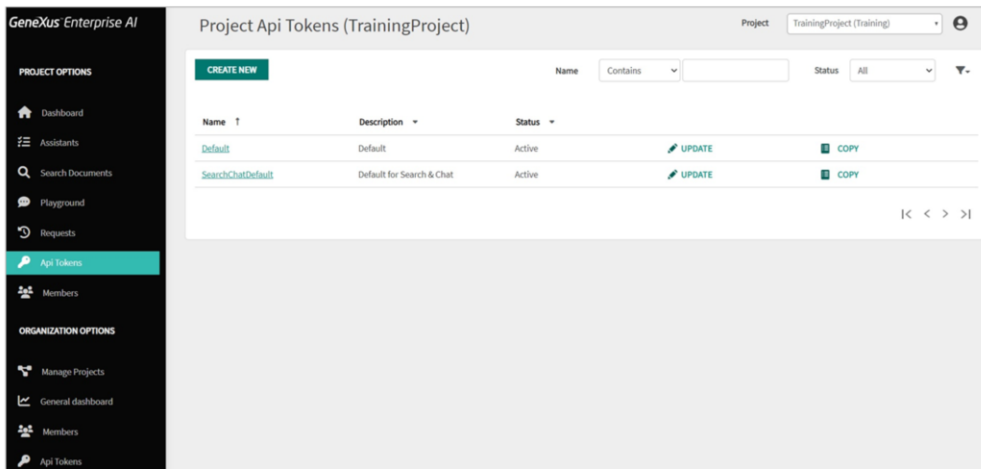 GeneXus Enterprise AI
Project Api Tokens (TrainingProject)
Project
TrainingProject (Training)
PROJECT OPTIONS
Dashboard
Assistants
Search Documents
Playground
Requests
Api Tokens
Members
ORGANIZATION OPTIONS
Manage Projects
General dashboard
Members
Api Tokens
CREATE NEW
Name Contains Status All
Name Description Status
Default Default Active UPDATE COPY
SearchChatDefault Default for Search & Chat Active UPDATE COPY